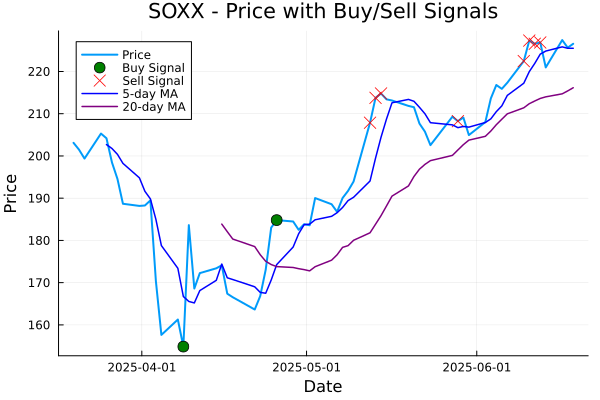 SOXX - Price with Buy/Sell Signals
Price
Buy Signal
Sell Signal
5-day MA
20-day MA
220
210
200
190
180
170
160
Price
2025-04-01
2025-05-01
2025-06-01
Date